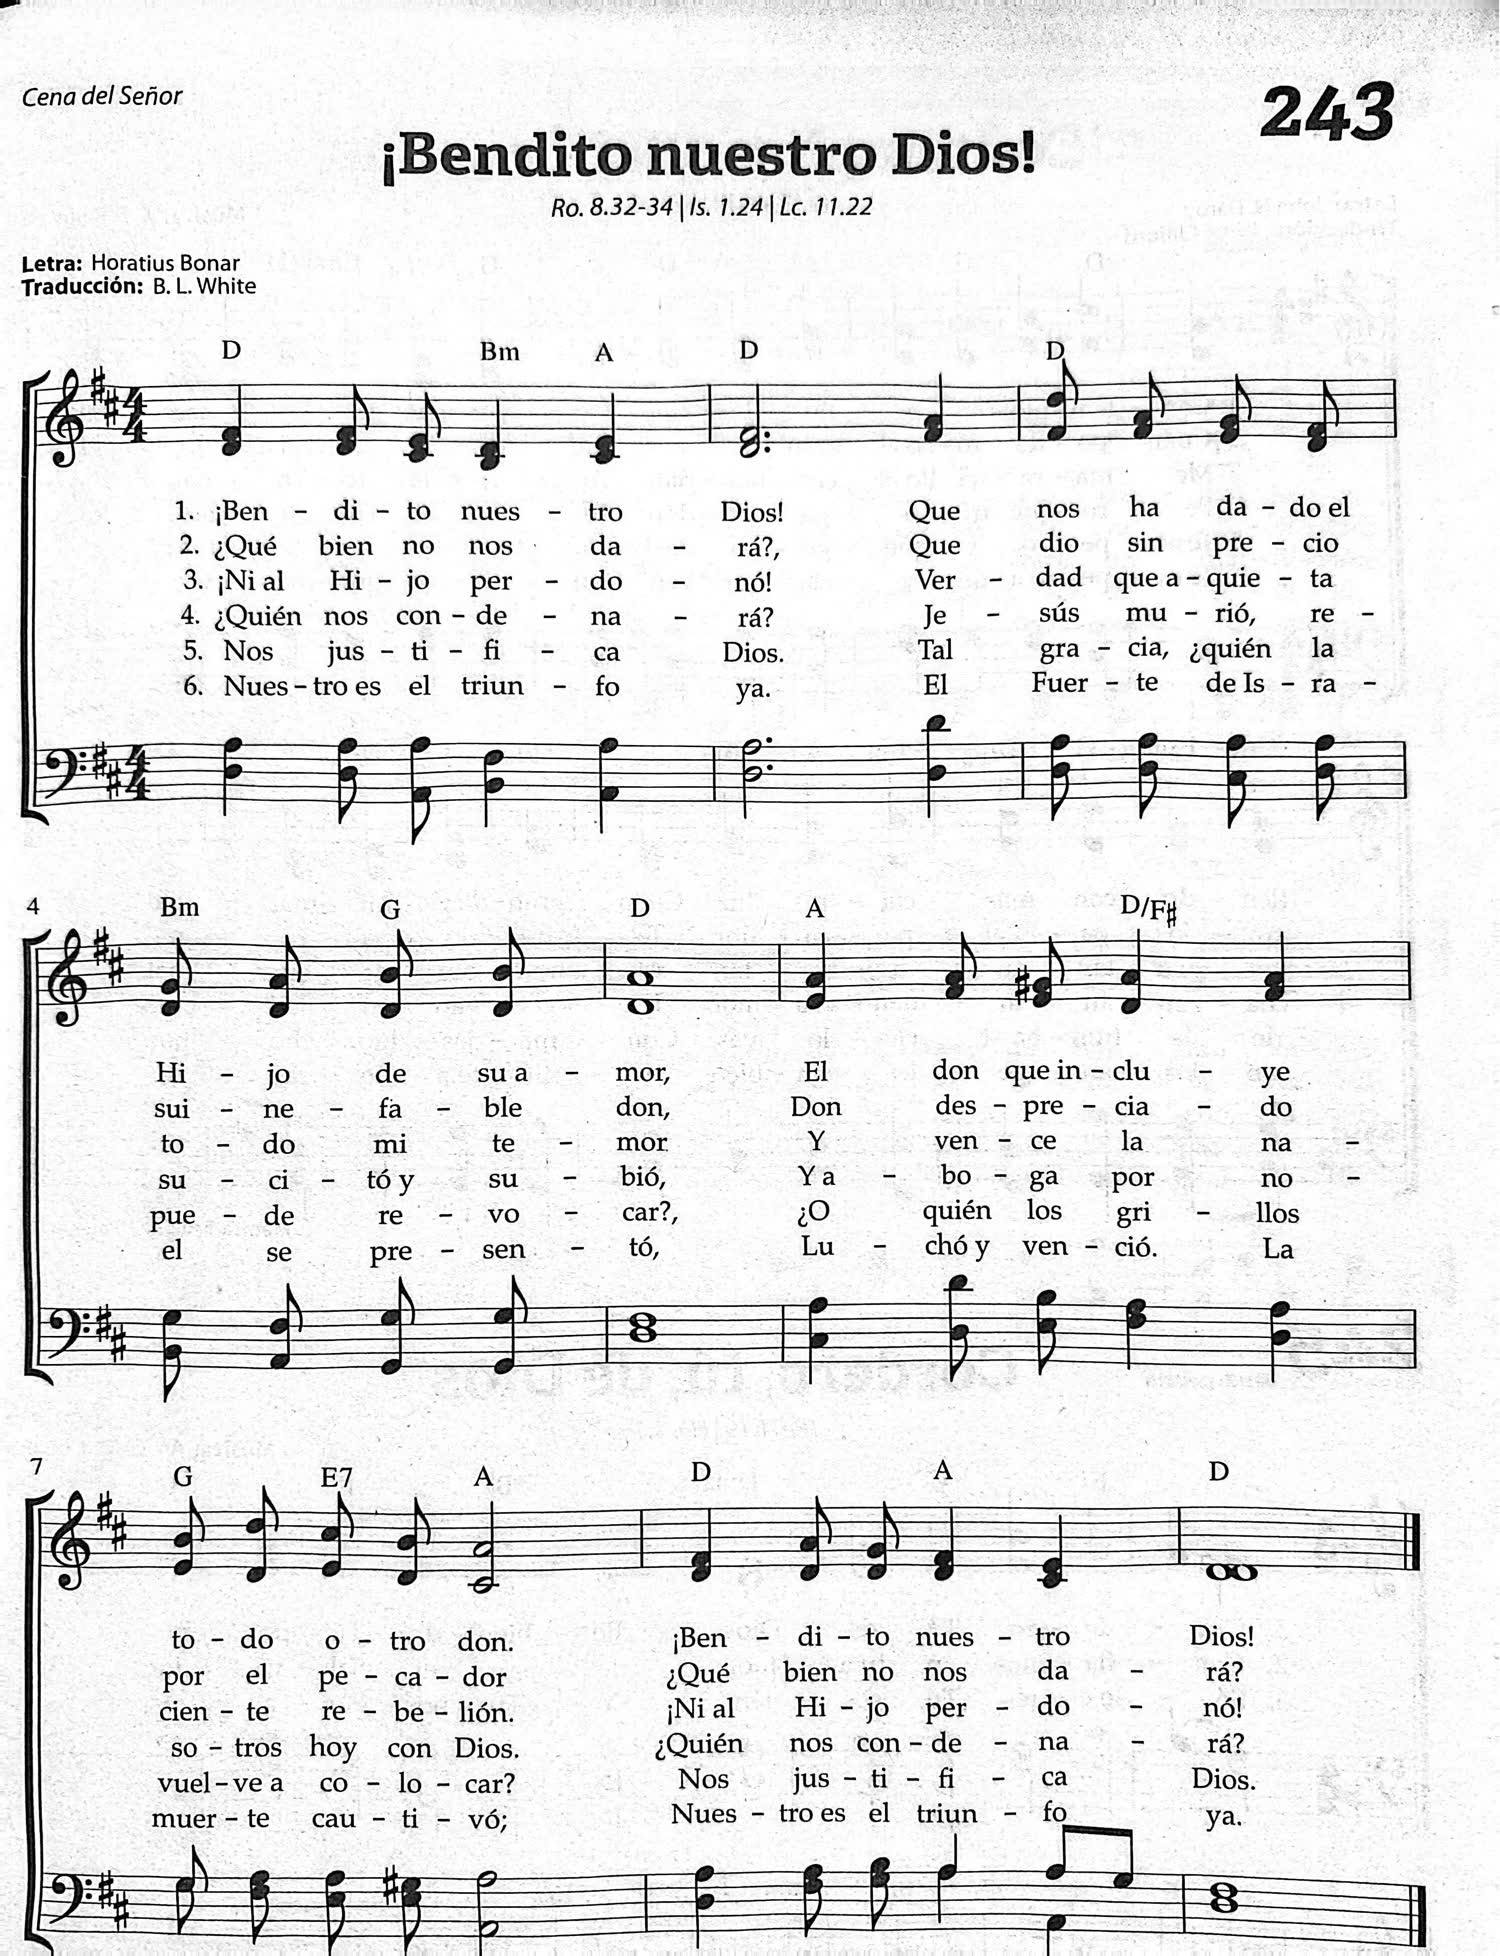 Cena del Señor
243
¡Bendito nuestro Dios!
Ro. 8.32-34 | Is. 1.24 | Lc. 11.22
Letra: Horatius Bonar
Traducción: B. L. White
D Bm A D D
4/4
1. ¡Ben – di – to nues – tro Dios! Que nos ha da – do el
2. ¿Qué bien no nos da – rá?, Que dio sin pre – cio
3. ¡Ni al Hi – jo per – do – nó! Ver – dad que a – quie – ta
4. ¿Quién nos con – de – na – rá? Je – sús mu – rió, re –
5. Nos jus – ti – fi – ca Dios. Tal gra – cia, ¿quién la
6. Nues – tro es el triun – fo ya. El Fuer – te de Is – ra –
4/4
4 Bm G D A D/F#
Hi – jo de su a – mor, El don que in – clu – ye
sui – ne – fa – ble don, Don des – pre – cia – do
to – do mi te – mor Y ven – ce la na –
su – ci – tó y su – bió, Y a – bo – ga por no –
pue – de re – vo – car?, ¿O quién los gri – llos
el se pre – sen – tó, Lu – chó y ven – ció. La
7 G E7 A D A D
to – do o – tro don. ¡Ben – di – to nues – tro Dios!
por el pe – ca – dor ¿Qué bien no nos da – rá?
cien – te re – be – lión. ¡Ni al Hi – jo per – do – nó!
so – tros hoy con Dios. ¿Quién nos con – de – na – rá?
vuel – ve a co – lo – car? Nos jus – ti – fi – ca Dios.
muer – te cau – ti – vó; Nues – tro es el triun – fo ya.